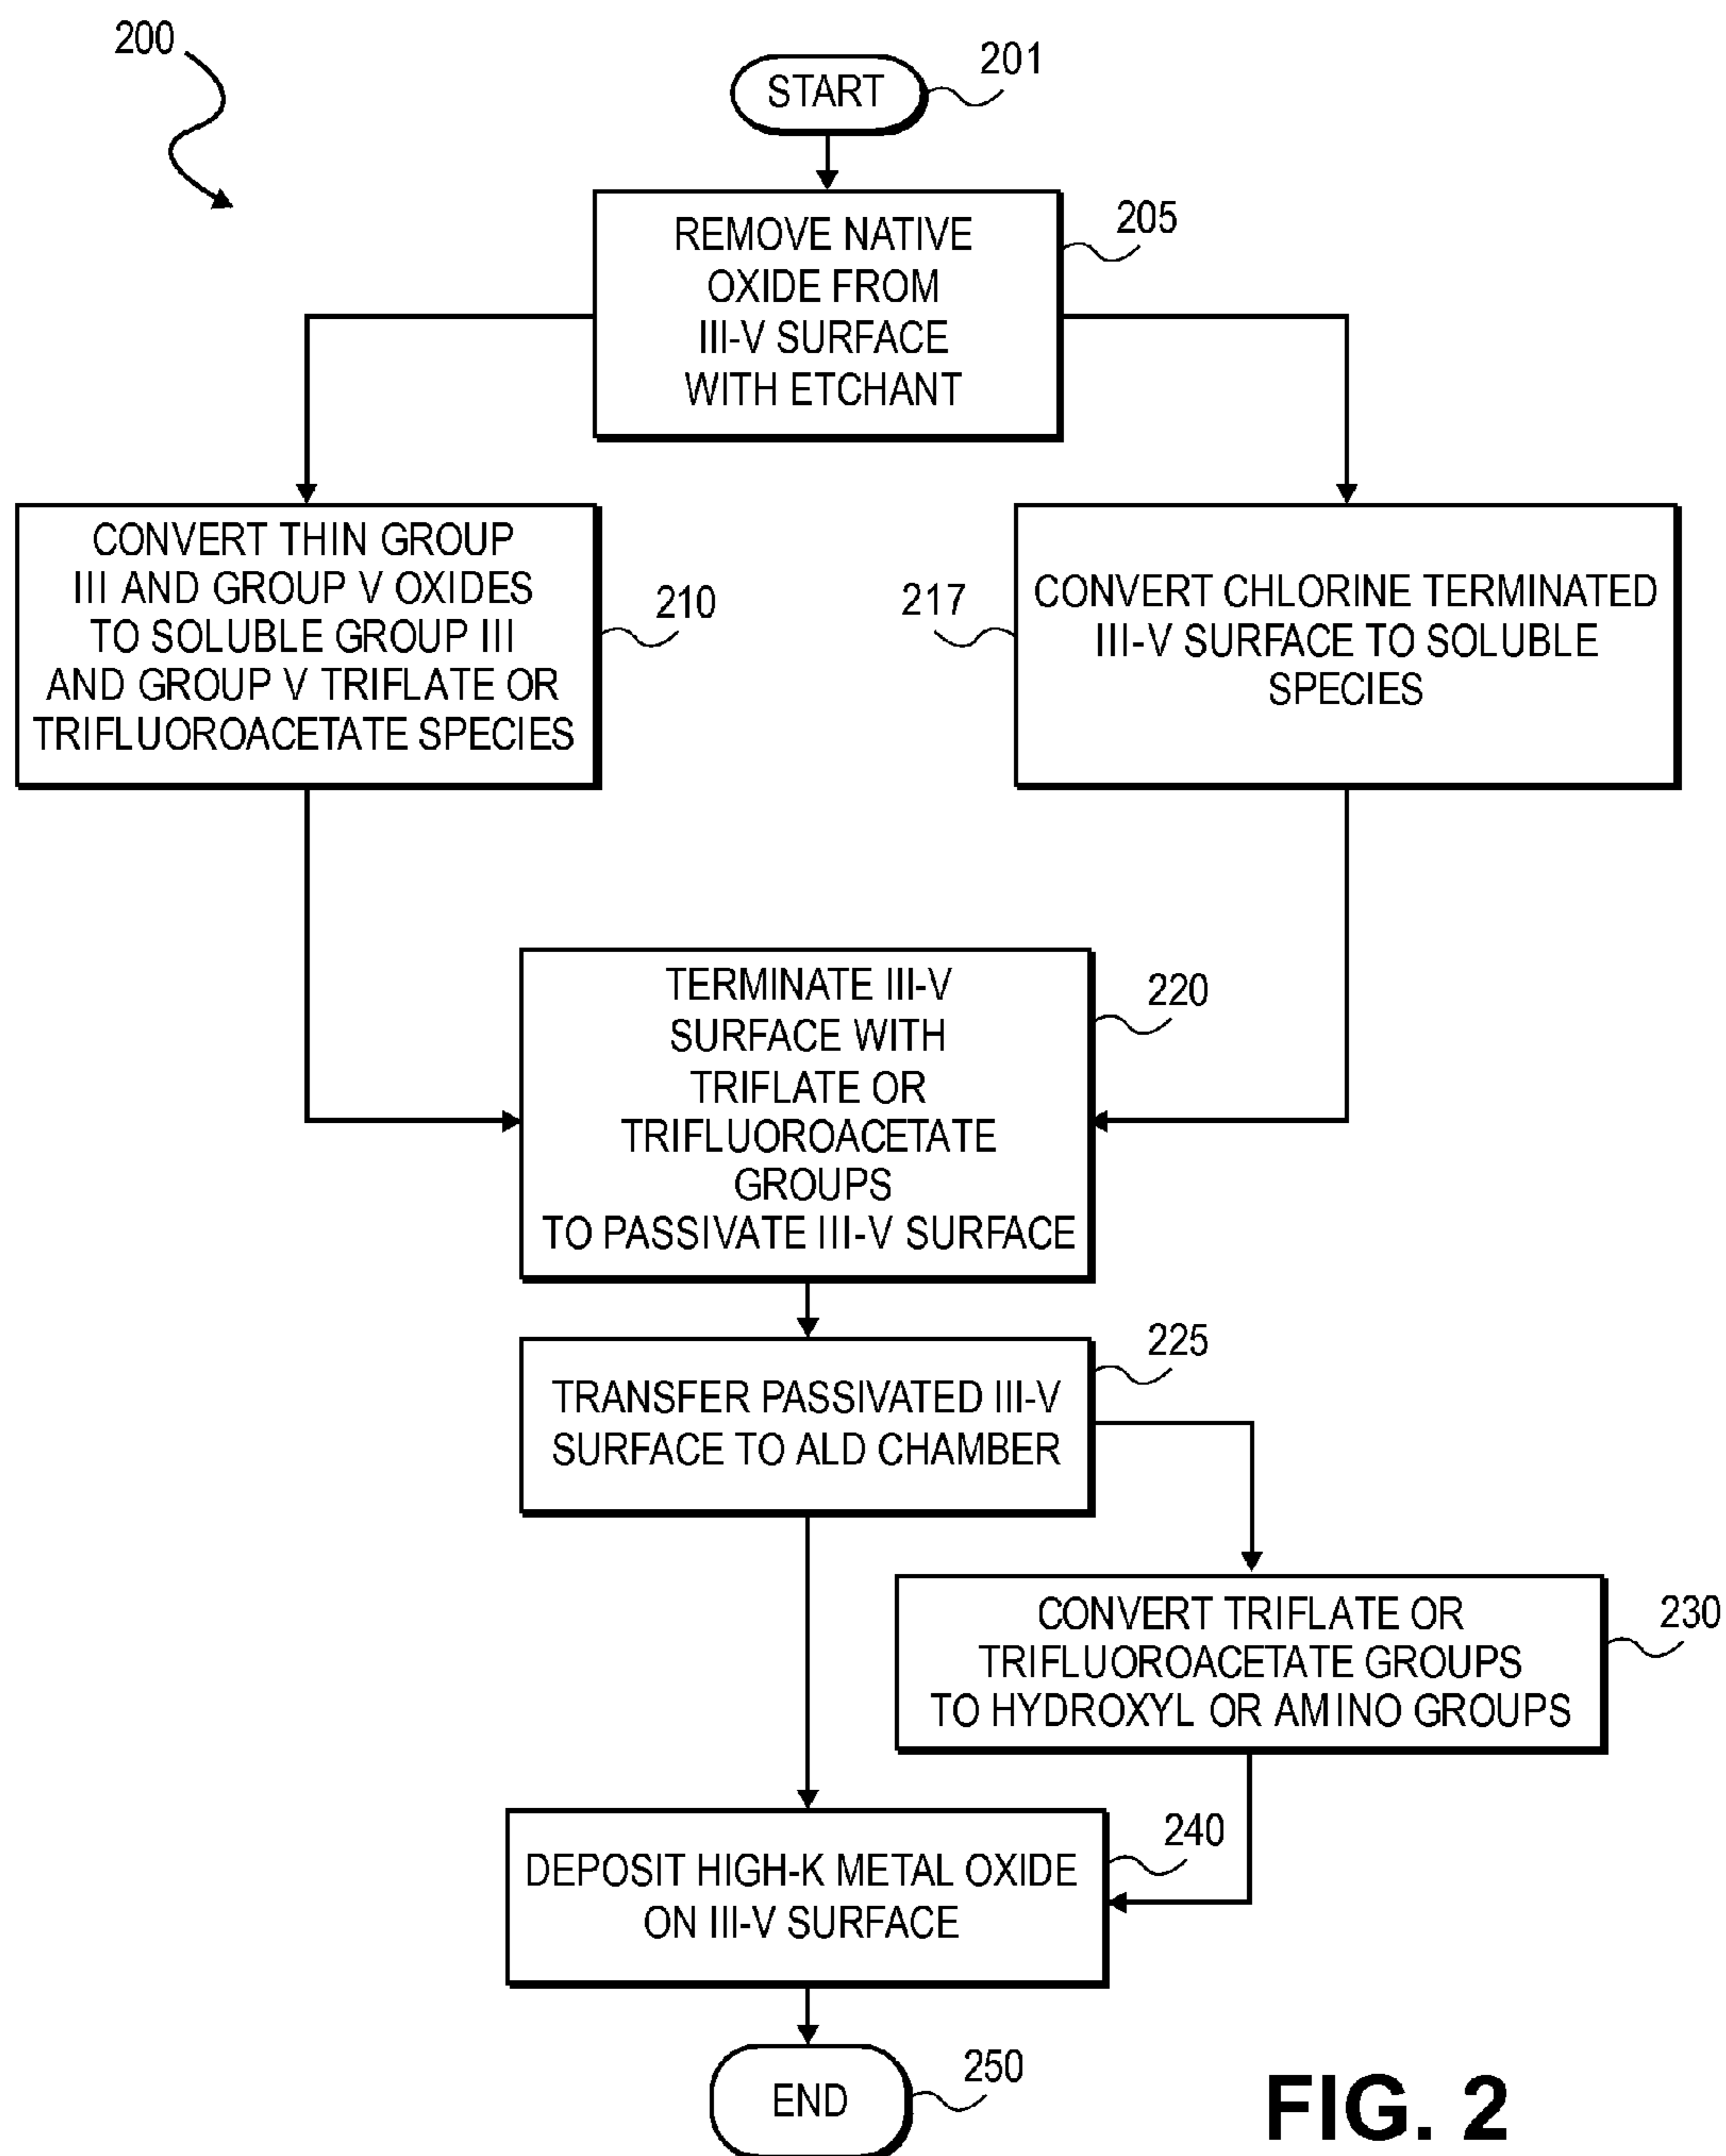 200
START
201
REMOVE NATIVE
OXIDE FROM
III-V SURFACE
WITH ETCHANT
205
CONVERT THIN GROUP
III AND GROUP V OXIDES
TO SOLUBLE GROUP III
AND GROUP V TRIFLATE OR
TRIFLUOROACETATE SPECIES
210
217
CONVERT CHLORINE TERMINATED
III-V SURFACE TO SOLUBLE
SPECIES
TERMINATE III-V
SURFACE WITH
TRIFLATE OR
TRIFLUOROACETATE
GROUPS
TO PASSIVATE III-V SURFACE
220
TRANSFER PASSIVATED III-V
SURFACE TO ALD CHAMBER
225
CONVERT TRIFLATE OR
TRIFLUOROACETATE GROUPS
TO HYDROXYL OR AMINO GROUPS
230
DEPOSIT HIGH-K METAL OXIDE
ON III-V SURFACE
240
END
250
FIG. 2